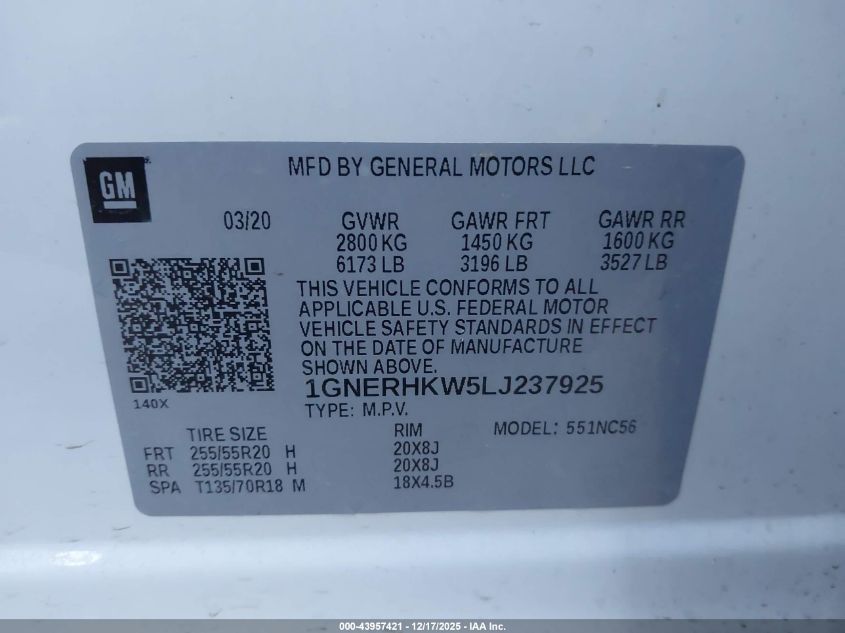 GM
MFD BY GENERAL MOTORS LLC
03/20 GVWR GAWR FRT GAWR RR
2800 KG 1450 KG 1600 KG
6173 LB 3196 LB 3527 LB
THIS VEHICLE CONFORMS TO ALL
APPLICABLE U.S. FEDERAL MOTOR
VEHICLE SAFETY STANDARDS IN EFFECT
ON THE DATE OF MANUFACTURE
SHOWN ABOVE.
1GNERHKW5LJ237925
140X
TYPE: M.P.V.
TIRE SIZE RIM MODEL: 551NC56
FRT 255/55R20 H 20X8J
RR 255/55R20 H 20X8J
SPA T135/70R18 M 18X4.5B
000-43957421 - 12/17/2025 - IAA Inc.